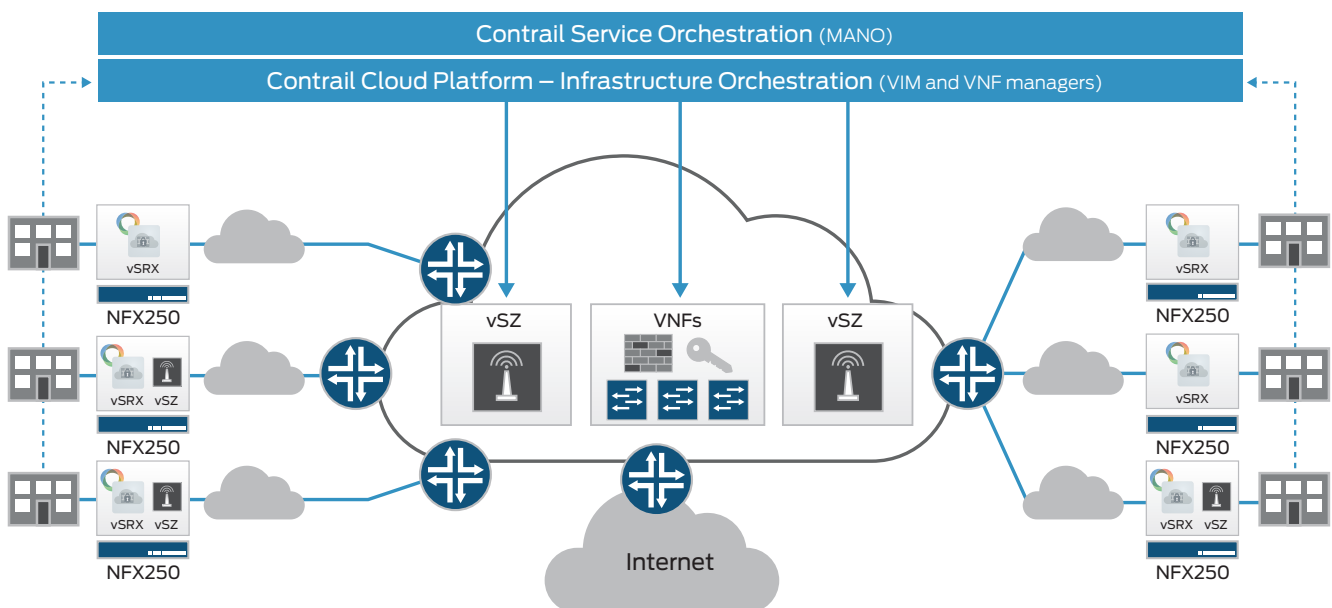 Contrail Service Orchestration (MANO)
Contrail Cloud Platform – Infrastructure Orchestration (VIM and VNF managers)
vSZ
VNFs
vSZ
vSRX
NFX250
vSRX vSZ
NFX250
vSRX vSZ
NFX250
vSRX
NFX250
vSRX
NFX250
vSRX vSZ
NFX250
Internet